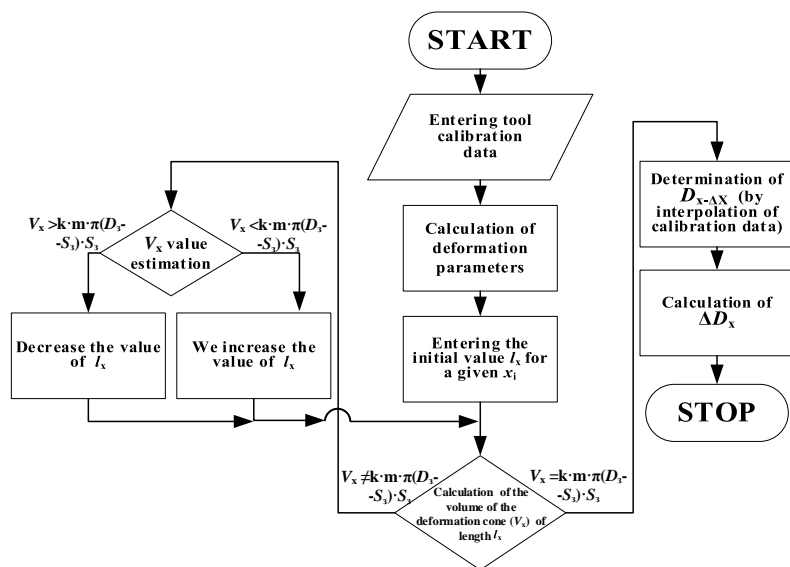 START
Entering tool
calibration
data
Calculation of
deformation
parameters
Entering the
initial value lₓ for
a given xᵢ
Calculation of the
volume of the
deformation cone (Vₓ) of
length lₓ
Vₓ ≠k·m·π(D₃-
-S₃)·S₃
Vₓ =k·m·π(D₃-
-S₃)·S₃
Vₓ value
estimation
Vₓ >k·m·π(D₃-
-S₃)·S₃
Vₓ <k·m·π(D₃-
-S₃)·S₃
Decrease the value
of lₓ
We increase the
value of lₓ
Determination of
Dx-ΔX (by
interpolation of
calibration data)
Calculation of
ΔDₓ
STOP